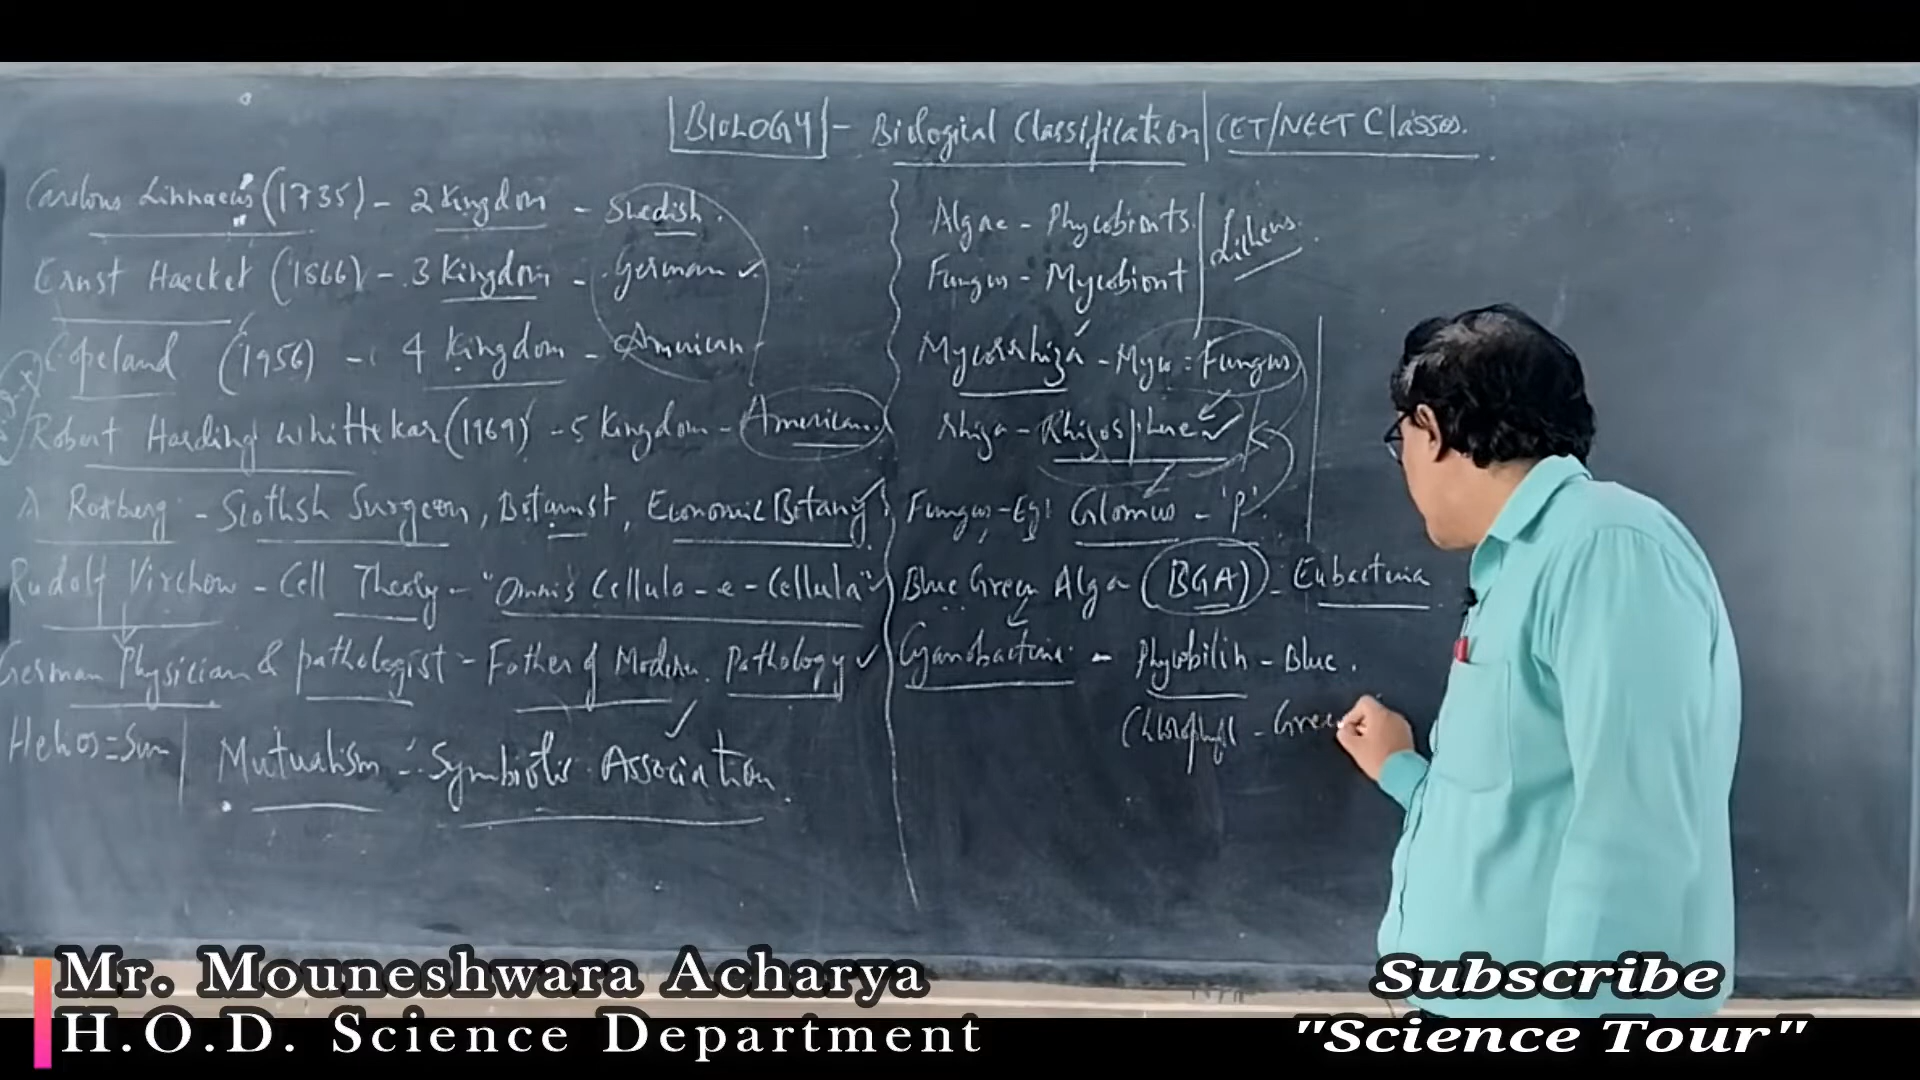 BIOLOGY - Biological Classification | CET/NEET Classes.
Carolous Linnaeus (1735) - 2 Kingdom - Swedish.
Ernst Haeckel (1866) - 3 Kingdom - German
Copeland (1956) - 4 Kingdom - American
Robert Harding Whittekar (1969) - 5 Kingdom - American.
Roxberg - Scottish Surgeon, Botanist, Economic Botany
Rudolf Virchow - Cell Theory - "Omnis Cellula-e-Cellula"
German Physician & pathologist - Father of Modern Pathology
Helios = Sun
Mutualism - Symbiotic Association.
Algae - Phycobionts
Fungus - Mycobiont
Lichens.
Mycorrhiza - Myco = Fungus
rhiza - Rhizosphere
Fungus - Eg: Glomus - 'P'.
Blue Green Alga (BGA) - Eubacteria
Cyanobacteria - Phycobilin - Blue.
Chlorophyll - Green
Mr. Mouneshwara Acharya
H.O.D. Science Department
Subscribe
"Science Tour"